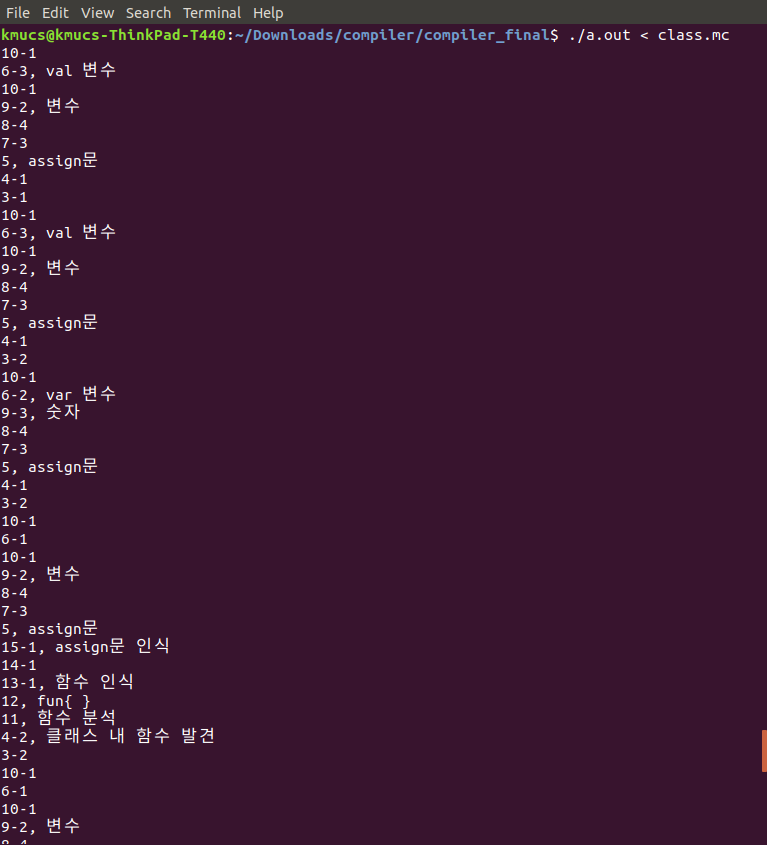 File Edit View Search Terminal Help
kmucs@kmucs-ThinkPad-T440:~/Downloads/compiler/compiler_final$ ./a.out < class.mc
10-1
6-3, val 변수
10-1
9-2, 변수
8-4
7-3
5, assign문
4-1
3-1
10-1
6-3, val 변수
10-1
9-2, 변수
8-4
7-3
5, assign문
4-1
3-2
10-1
6-2, var 변수
9-3, 숫자
8-4
7-3
5, assign문
4-1
3-2
10-1
6-1
10-1
9-2, 변수
8-4
7-3
5, assign문
15-1, assign문 인식
14-1
13-1, 함수 인식
12, fun{ }
11, 함수 분석
4-2, 클래스 내 함수 발견
3-2
10-1
6-1
10-1
9-2, 변수
8-4